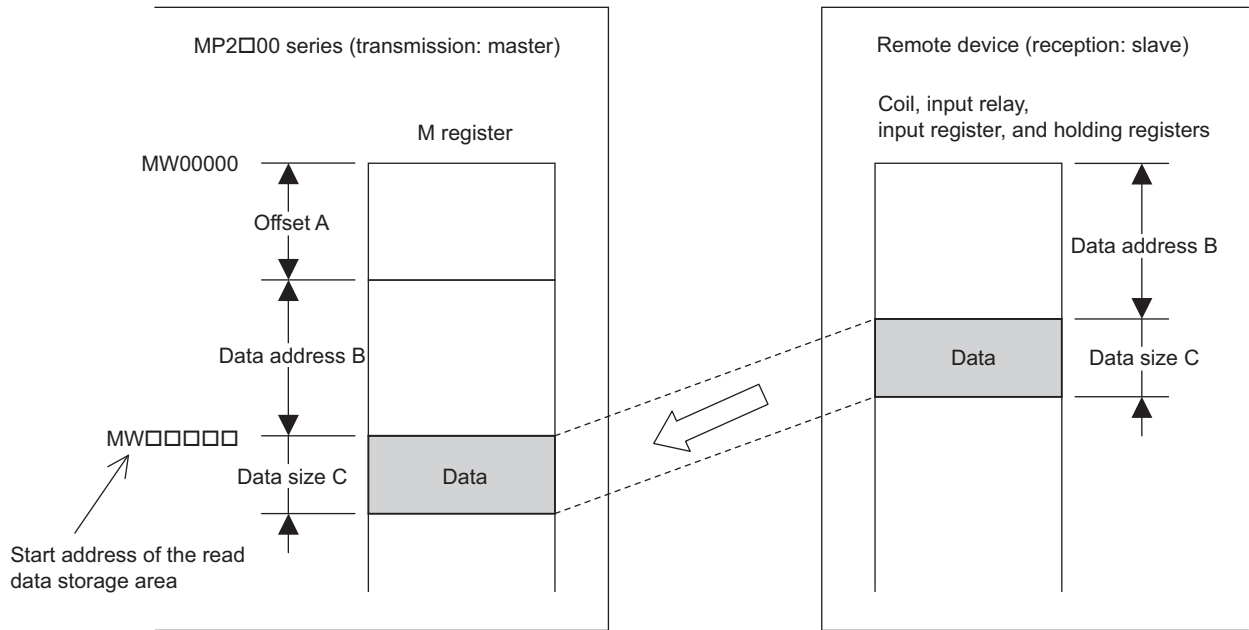 MP2□00 series (transmission: master)
Remote device (reception: slave)
Coil, input relay,
input register, and holding registers
M register
MW00000
Offset A
Data address B
Data address B
Data
Data size C
MW□□□□□
Data size C
Data
Start address of the read
data storage area